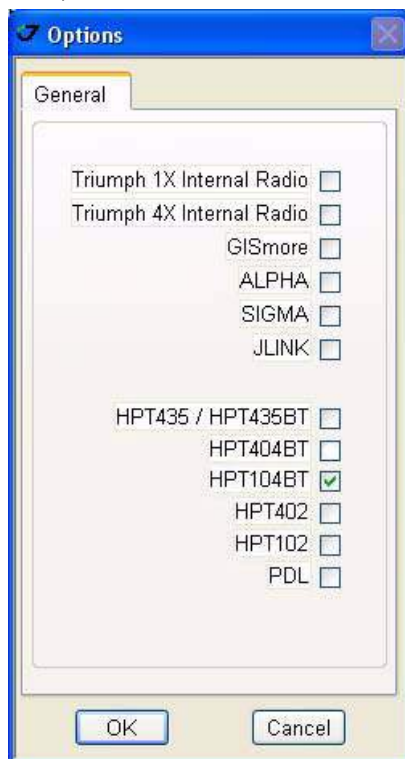 Options
General
Triumph 1X Internal Radio
Triumph 4X Internal Radio
GISmore
ALPHA
SIGMA
JLINK
HPT435 / HPT435BT
HPT404BT
HPT104BT
HPT402
HPT102
PDL
OK
Cancel